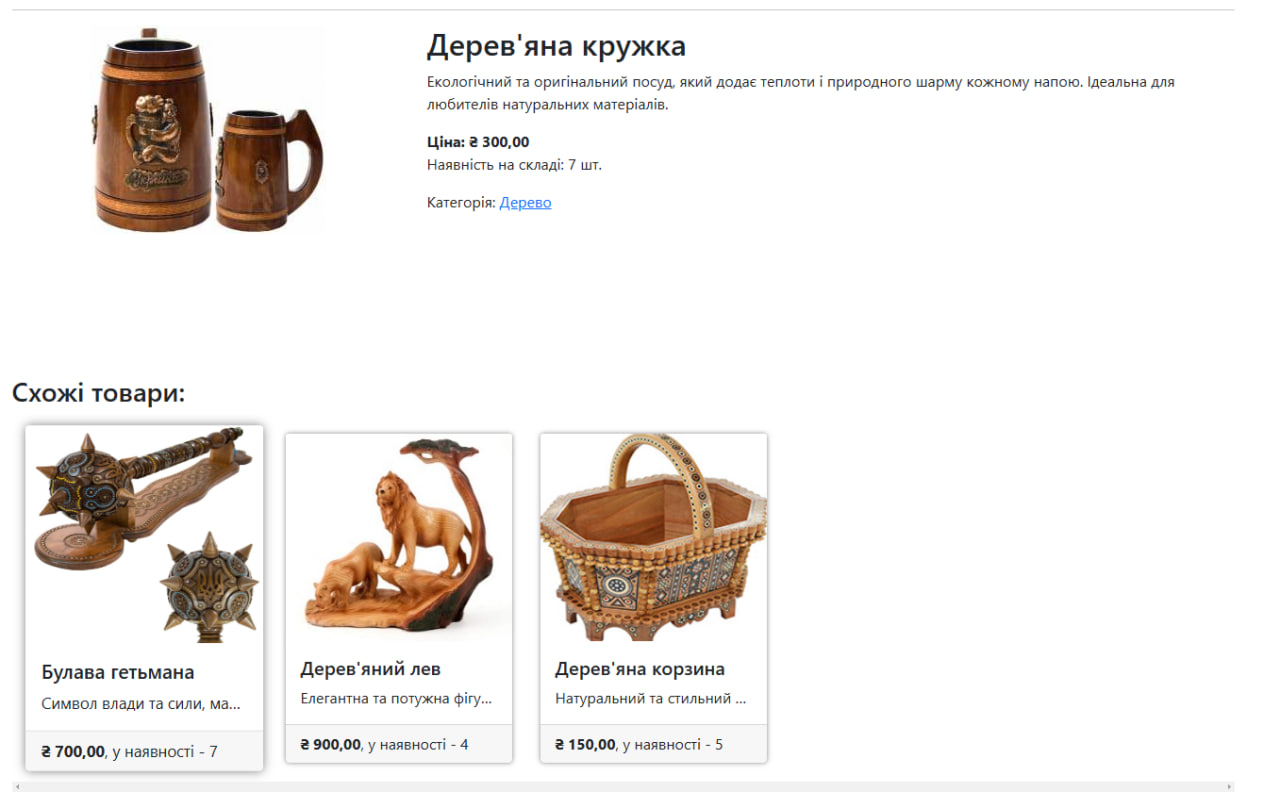 Дерев'яна кружка
Екологічний та оригінальний посуд, який додає теплоти і природного шарму кожному напою. Ідеальна для
любителів натуральних матеріалів.
Ціна: ₴ 300,00
Наявність на складі: 7 шт.
Категорія: Дерево
Схожі товари:
Булава гетьмана
Символ влади та сили, ма...
₴ 700,00, у наявності - 7
Дерев'яний лев
Елегантна та потужна фігу...
₴ 900,00, у наявності - 4
Дерев'яна корзина
Натуральний та стильний ...
₴ 150,00, у наявності - 5